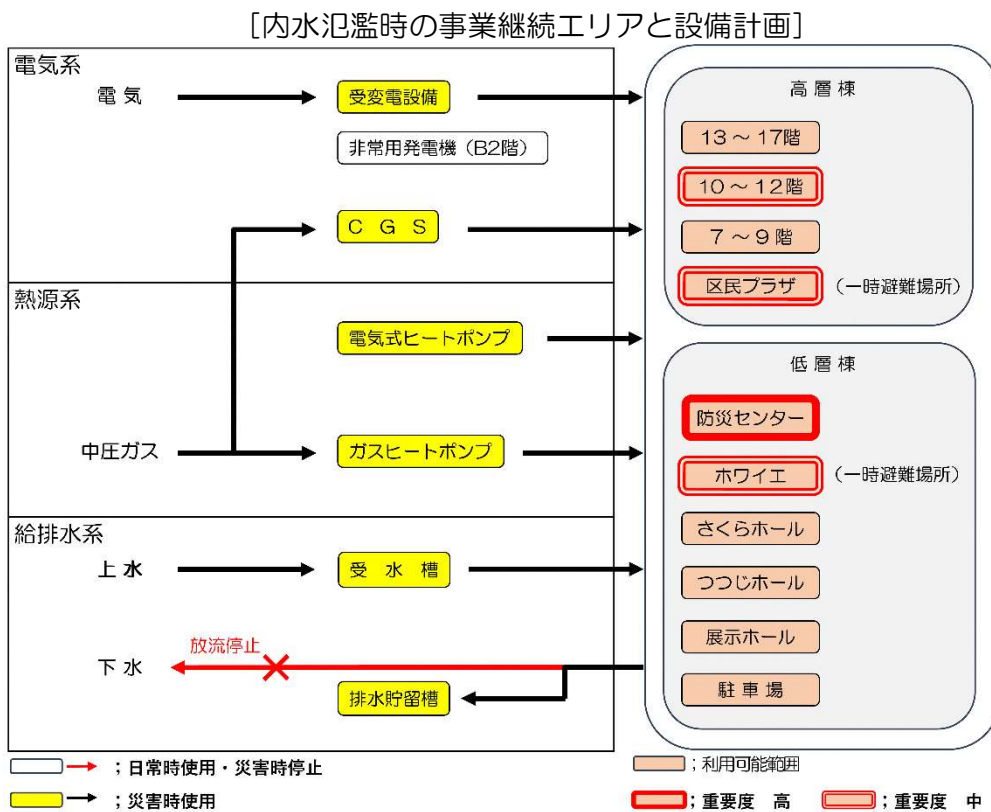 [内水氾濫時の事業継続エリアと設備計画]
電気系
電 気
受変電設備
非常用発電機（B2階）
C G S
熱源系
電気式ヒートポンプ
中圧ガス
ガスヒートポンプ
給排水系
上 水
受 水 槽
放流停止
下 水
排水貯留槽
高 層 棟
13 ～ 17階
10 ～ 12階
7 ～ 9 階
区民プラザ
（一時避難場所）
低 層 棟
防災センター
ホワイエ
（一時避難場所）
さくらホール
つつじホール
展示ホール
駐 車 場
；日常時使用・災害時停止
；災害時使用
；利用可能範囲
；重要度 高
；重要度 中